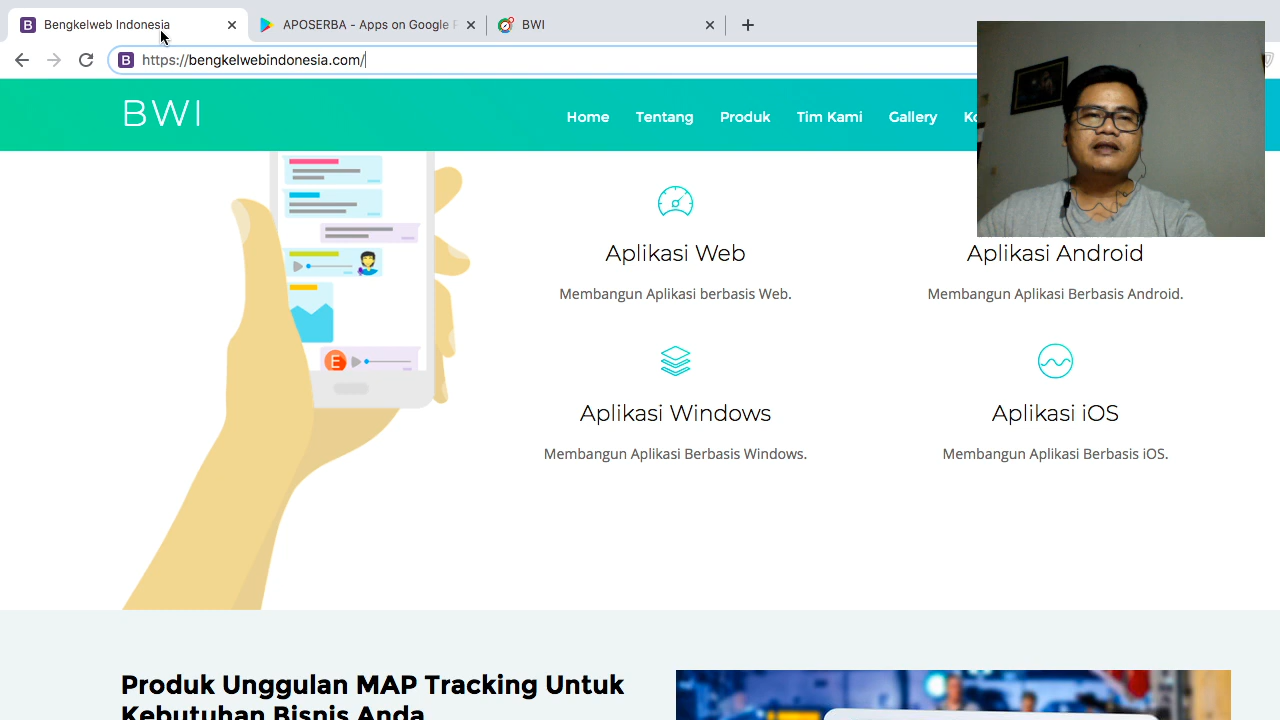 Bengkelweb Indonesia
APOSERBA - Apps on Google
BWI
https://bengkelwebindonesia.com/
BWI
Home Tentang Produk Tim Kami Gallery
Aplikasi Web
Membangun Aplikasi berbasis Web.
Aplikasi Android
Membangun Aplikasi Berbasis Android.
E
Aplikasi Windows
Membangun Aplikasi Berbasis Windows.
Aplikasi iOS
Membangun Aplikasi Berbasis iOS.
Produk Unggulan MAP Tracking Untuk
Kebutuhan Bisnis Anda